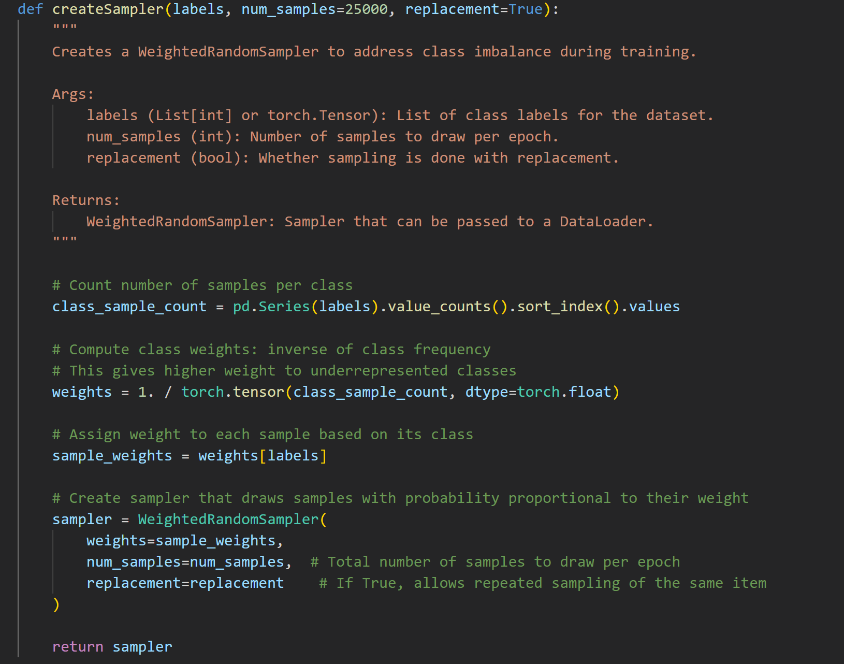 def createSampler(labels, num_samples=25000, replacement=True):
"""
Creates a WeightedRandomSampler to address class imbalance during training.
Args:
labels (List[int] or torch.Tensor): List of class labels for the dataset.
num_samples (int): Number of samples to draw per epoch.
replacement (bool): Whether sampling is done with replacement.
Returns:
WeightedRandomSampler: Sampler that can be passed to a DataLoader.
"""
# Count number of samples per class
class_sample_count = pd.Series(labels).value_counts().sort_index().values
# Compute class weights: inverse of class frequency
# This gives higher weight to underrepresented classes
weights = 1. / torch.tensor(class_sample_count, dtype=torch.float)
# Assign weight to each sample based on its class
sample_weights = weights[labels]
# Create sampler that draws samples with probability proportional to their weight
sampler = WeightedRandomSampler(
weights=sample_weights,
num_samples=num_samples,  # Total number of samples to draw per epoch
replacement=replacement    # If True, allows repeated sampling of the same item
)
return sampler